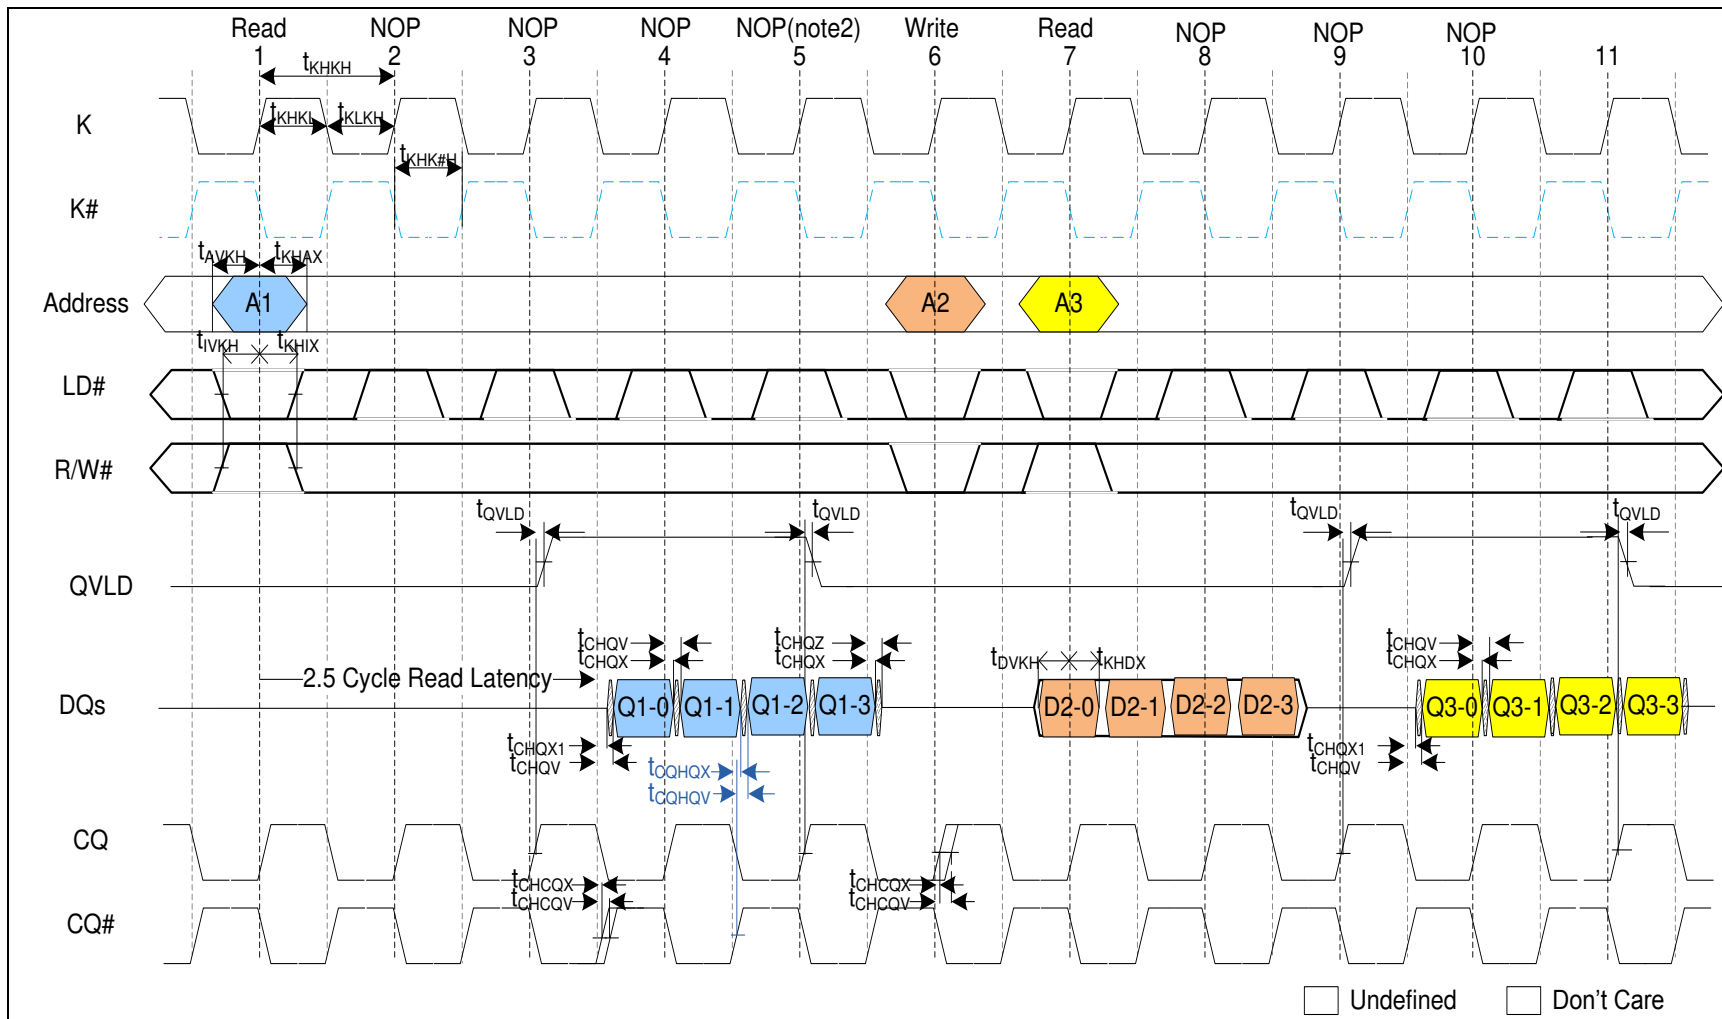 Read NOP NOP NOP NOP(note2) Write Read NOP NOP NOP
1 2 3 4 5 6 7 8 9 10 11
tKHKH
K
tKHKL tKLKH
tKHK#H
K#
tAVKH tKHAX
Address A1 A2 A3
tIVKH tKHIX
LD#
R/W#
tQVLD tQVLD tQVLD tQVLD
QVLD
tCHQV tCHQZ tCHQV
tCHQX tCHQX tDVKH tKHDX tCHQX
2.5 Cycle Read Latency
DQs Q1-0 Q1-1 Q1-2 Q1-3 D2-0 D2-1 D2-2 D2-3 Q3-0 Q3-1 Q3-2 Q3-3
tCHQX1 tCHQX1
tCHQV tCHQV
tCQHQX
tCQHQV
CQ
tCHCQX tCHCQX
tCHCQV tCHCQV
CQ#
Undefined Don't Care